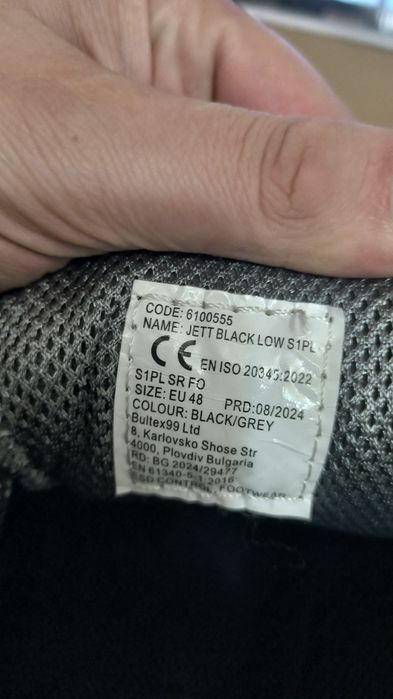 CODE: 6100555
NAME: JETT BLACK LOW S1PL
CE EN ISO 20345:2022
S1PL SR FO
SIZE: EU 48 PRD:08/2024
COLOUR: BLACK/GREY
Bultex99 Ltd
8, Karlovsko Shose Str
4000, Plovdiv Bulgaria
RD: BG 2024/29477
EN 61340-5-1:2016
ESD CONTROL FOOTWEAR